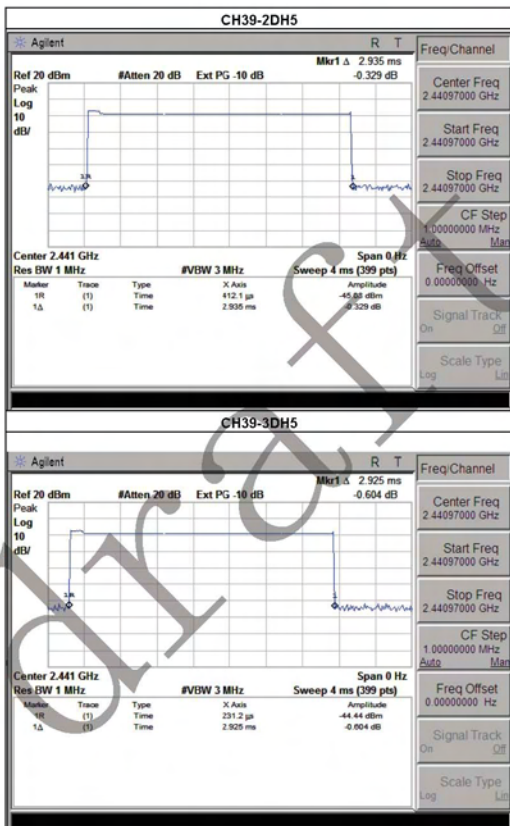 CH39-2DH5
Agilent R T
Mkr1 Δ 2.935 ms
Ref 20 dBm #Atten 20 dB Ext PG -10 dB -0.329 dB
Peak
Log
10
dB/
1R
1
Center 2.441 GHz Span 0 Hz
Res BW 1 MHz #VBW 3 MHz Sweep 4 ms (399 pts)
Marker Trace Type X Axis Amplitude
1R (1) Time 412.1 µs dBm
1Δ (1) Time 2.935 ms -0.329 dB
Freq/Channel
Center Freq
2.44097000 GHz
Start Freq
2.44097000 GHz
Stop Freq
2.44097000 GHz
CF Step
1.00000000 MHz
Auto Man
Freq Offset
0.00000000 Hz
Signal Track
On Off
Scale Type
Log Lin
CH39-3DH5
Agilent R T
Mkr1 Δ 2.925 ms
Ref 20 dBm #Atten 20 dB Ext PG -10 dB -0.604 dB
Peak
Log
10
dB/
1R
1
Center 2.441 GHz Span 0 Hz
Res BW 1 MHz #VBW 3 MHz Sweep 4 ms (399 pts)
Marker Trace Type X Axis Amplitude
1R (1) Time 231.2 µs -44.44 dBm
1Δ (1) Time 2.925 ms -0.604 dB
Freq/Channel
Center Freq
2.44097000 GHz
Start Freq
2.44097000 GHz
Stop Freq
2.44097000 GHz
CF Step
1.00000000 MHz
Auto Man
Freq Offset
0.00000000 Hz
Signal Track
On Off
Scale Type
Log Lin
draft